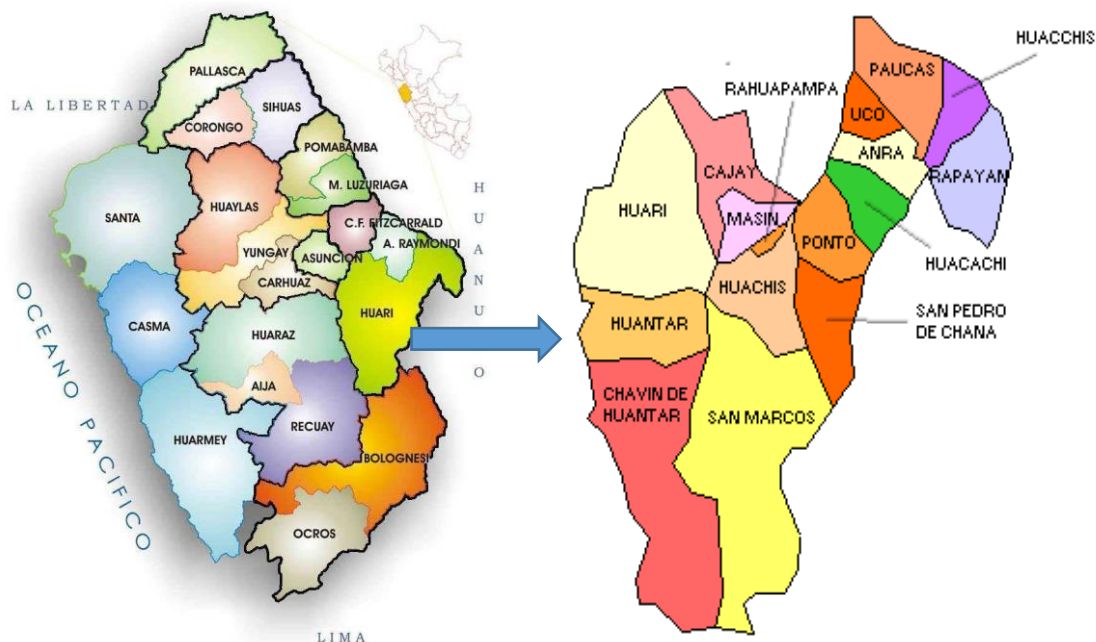 PALLASCA
LA LIBERTAD
SIHUAS
CORONGO
POMABAMBA
M. LUZURIAGA
SANTA
HUAYLAS
C.F. FITZCARRALD
A. RAYMONDI
YUNGAY
ASUNCION
CARHUAZ
HUARI
CASMA
HUARAZ
AIJA
RECUAY
HUARMEY
BOLOGNESI
OCROS
OCEANO PACIFICO
HUANUCO
LIMA
HUACCHIS
PAUCAS
RAHUAPAMPA
UCO
ANRA
CAJAY
RAPAYAN
HUARI
MASIN
PONTO
HUACACHI
HUACHIS
SAN PEDRO
DE CHANA
HUANTAR
CHAVIN DE
HUANTAR
SAN MARCOS